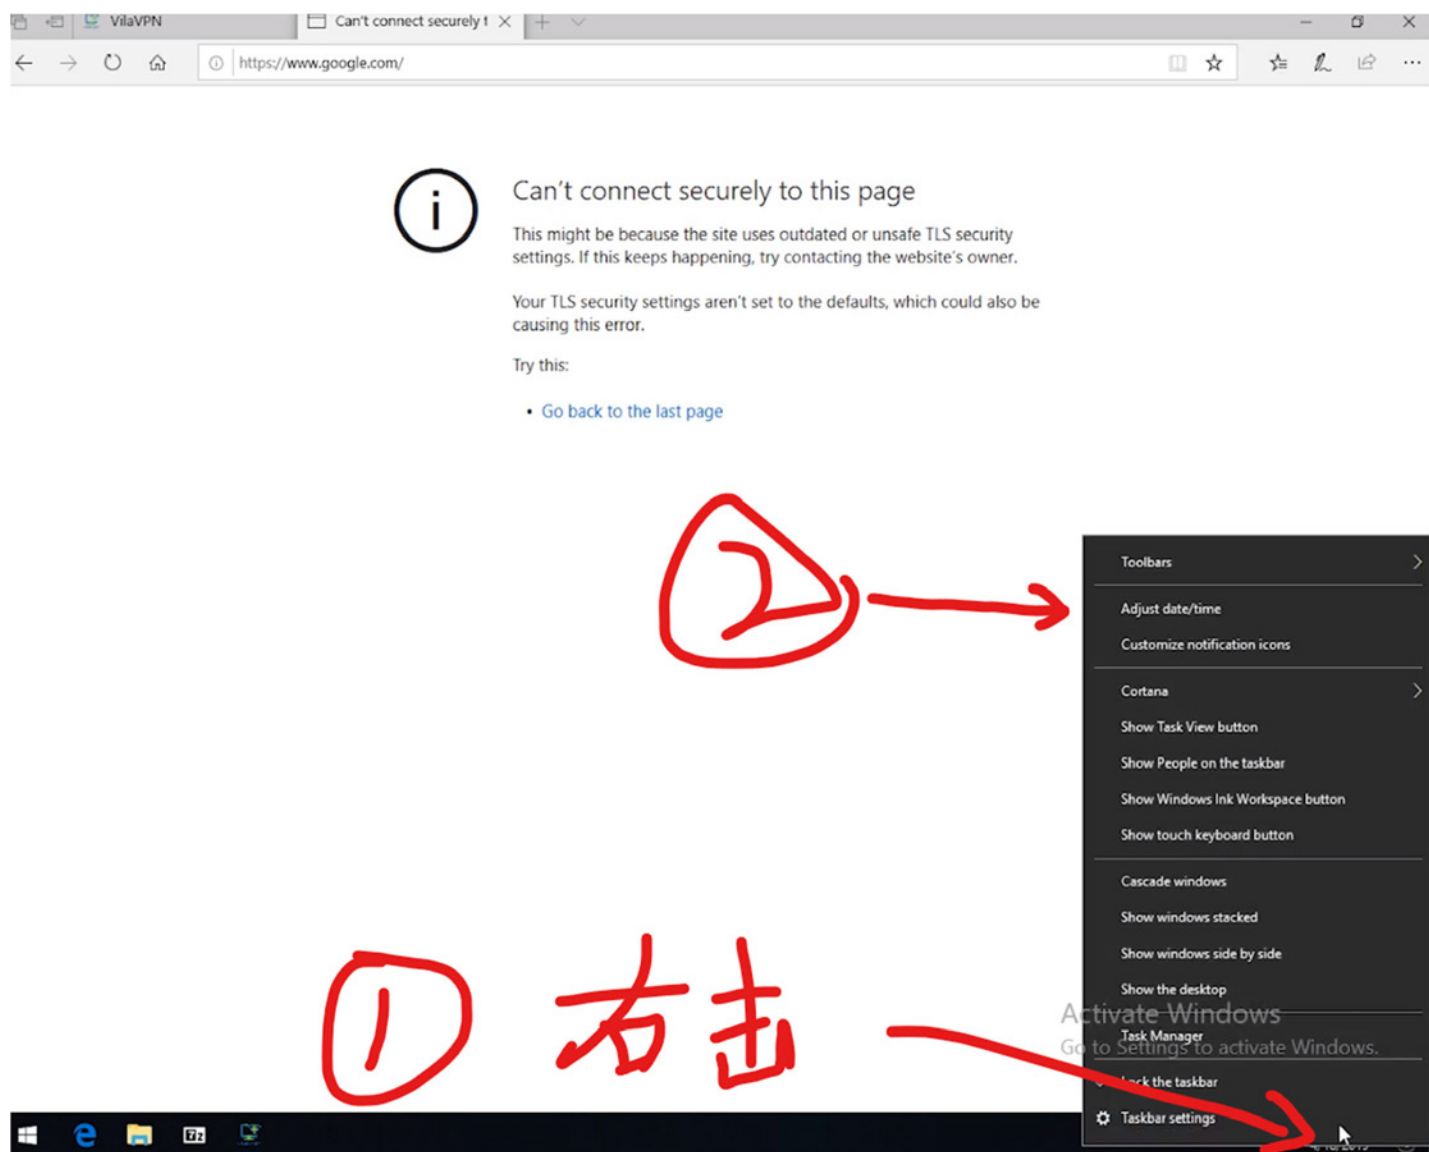 VilaVPN
Can't connect securely t
https://www.google.com/
Can't connect securely to this page
This might be because the site uses outdated or unsafe TLS security
settings. If this keeps happening, try contacting the website's owner.
Your TLS security settings aren't set to the defaults, which could also be
causing this error.
Try this:
• Go back to the last page
2
Toolbars
Adjust date/time
Customize notification icons
Cortana
Show Task View button
Show People on the taskbar
Show Windows Ink Workspace button
Show touch keyboard button
Cascade windows
Show windows stacked
Show windows side by side
Show the desktop
Activate Windows
Task Manager
Go to Settings to activate Windows.
Lock the taskbar
Taskbar settings
1 右击
7z